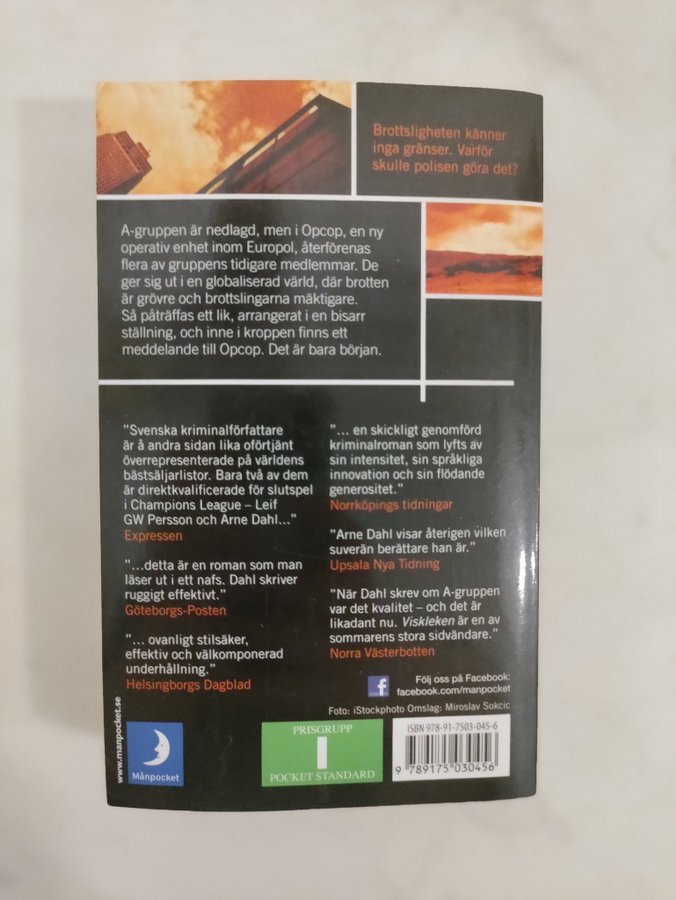 Brottsligheten känner
inga gränser. Varför
skulle polisen göra det?
A-gruppen är nedlagd, men i Opcop, en ny
operativ enhet inom Europol, återförenas
flera av gruppens tidigare medlemmar. De
ger sig ut i en globaliserad värld, där brotten
är grövre och brottslingarna mäktigare.
Så påträffas ett lik, arrangerat i en bisarr
ställning, och inne i kroppen finns ett
meddelande till Opcop. Det är bara början.
"Svenska kriminalförfattare
är å andra sidan lika oförtjänt
överrepresenterade på världens
bästsäljarlistor. Bara två av dem
är direktkvalificerade för slutspel
i Champions League – Leif
GW Persson och Arne Dahl..."
Expressen
"...detta är en roman som man
läser ut i ett nafs. Dahl skriver
ruggigt effektivt."
Göteborgs-Posten
"... ovanligt stilsäker,
effektiv och välkomponerad
underhållning."
Helsingborgs Dagblad
"... en skickligt genomförd
kriminalroman som lyfts av
sin intensitet, sin språkliga
innovation och sin flödande
generositet."
Norrköpings tidningar
"Arne Dahl visar återigen vilken
suverän berättare han är."
Upsala Nya Tidning
"När Dahl skrev om A-gruppen
var det kvalitet – och det är
likadant nu. Viskleken är en av
sommarens stora sidvändare."
Norra Västerbotten
f
Följ oss på Facebook:
facebook.com/manpocket
Foto: iStockphoto Omslag: Miroslav Sokcic
www.manpocket.se
Månpocket
PRISGRUPP
1
POCKET STANDARD
ISBN 978-91-7503-045-6
9 789175 030456